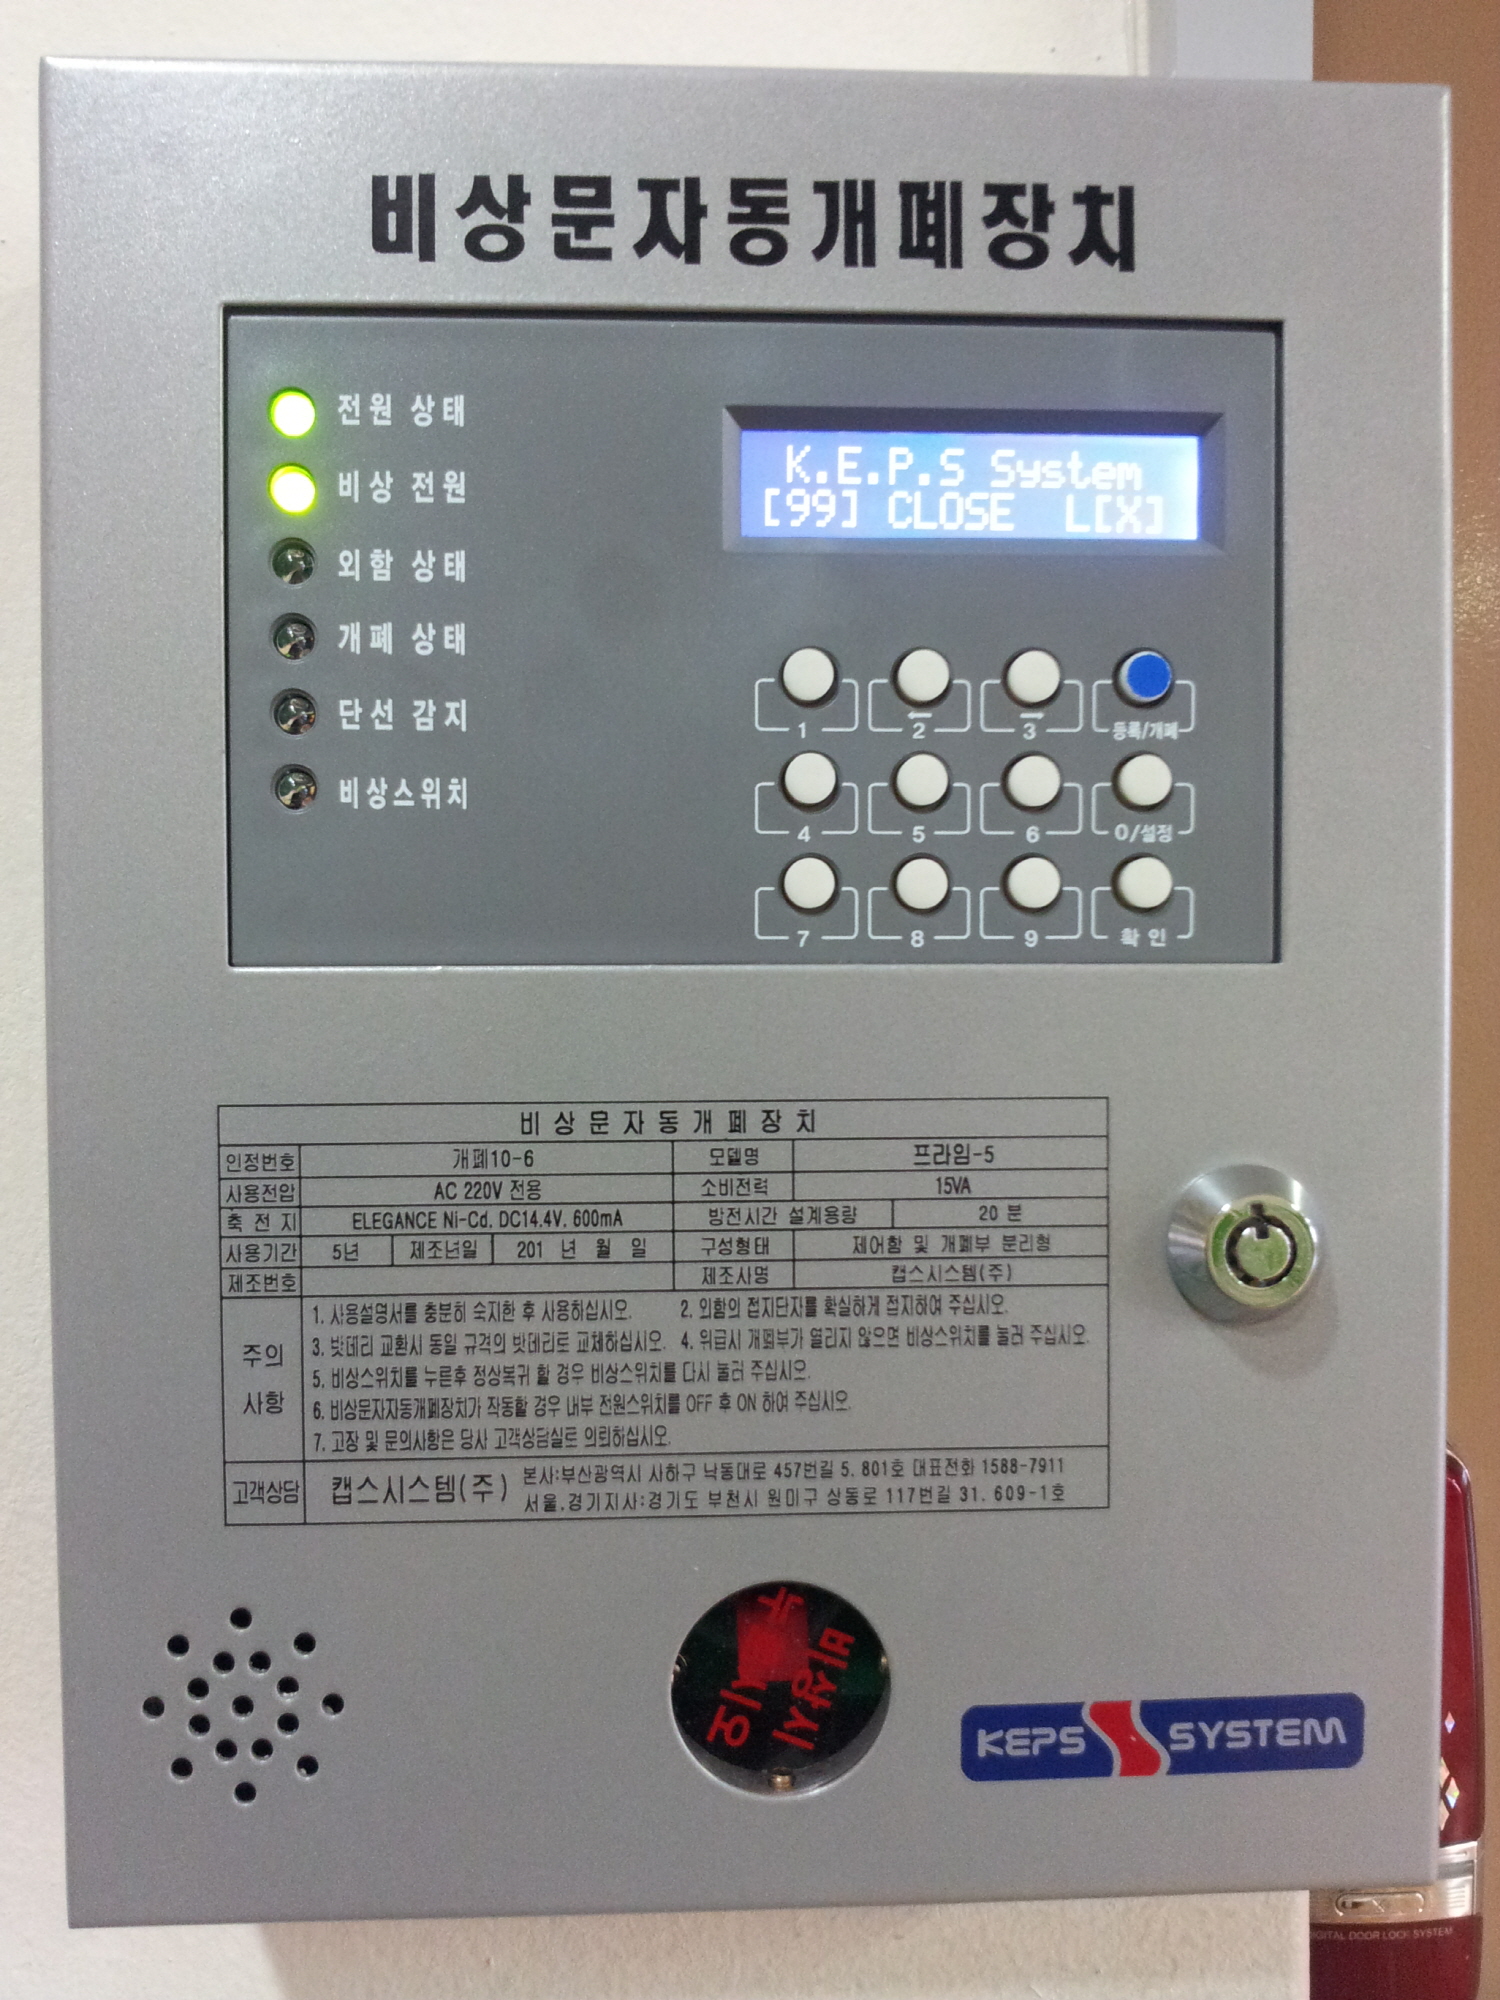 비상문자동개폐장치
전원 상태
비상 전원
외함 상태
개폐 상태
단선 감지
비상스위치
K.E.P.S System
[99] CLOSE L[X]
1 ← 2 → 3 등록/개폐
4 5 6 0/설정
7 8 9 확인
비상문자동개폐장치
인정번호 개폐10-6 모델명 프라임-5
사용전압 AC 220V 전용 소비전력 15VA
축전지 ELEGANCE Ni-Cd, DC14.4V, 600mA 방전시간 설계용량 20 분
사용기간 5년 제조년일 201 년 월 일 구성형태 제어함 및 개폐부 분리형
제조번호 제조사명 캡스시스템(주)
주의사항
1. 사용설명서를 충분히 숙지한 후 사용하십시오. 2. 외함의 접지단자를 확실하게 접지하여 주십시오.
3. 밧데리 교환시 동일 규격의 밧데리로 교체하십시오. 4. 위급시 개폐부가 열리지 않으면 비상스위치를 눌러 주십시오.
5. 비상스위치를 누른후 정상복귀 할 경우 비상스위치를 다시 눌러 주십시오.
6. 비상문자자동개폐장치가 작동할 경우 내부 전원스위치를 OFF 후 ON 하여 주십시오.
7. 고장 및 문의사항은 당사 고객상담실로 의뢰하십시오.
고객상담 캡스시스템(주) 본사:부산광역시 사하구 낙동대로 457번길 5. 801호 대표전화 1588-7911
서울.경기지사:경기도 부천시 원미구 상동로 117번길 31. 609-1호
비상시
누 시오
KEPS SYSTEM
DIGITAL DOOR LOCK SYSTEM